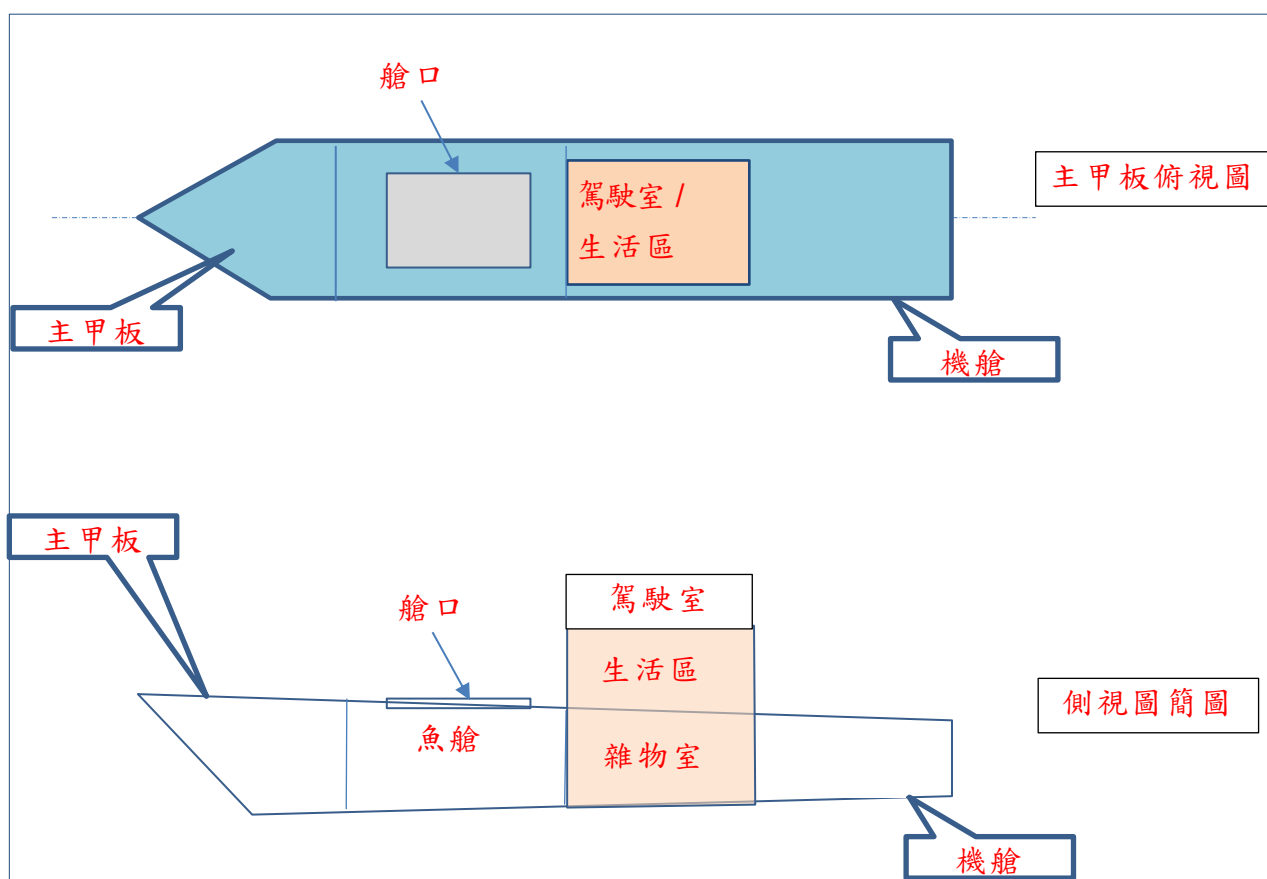 艙口
主甲板俯視圖
駕駛室 /
生活區
主甲板
機艙
主甲板
駕駛室
艙口
生活區
側視圖簡圖
魚艙
雜物室
機艙